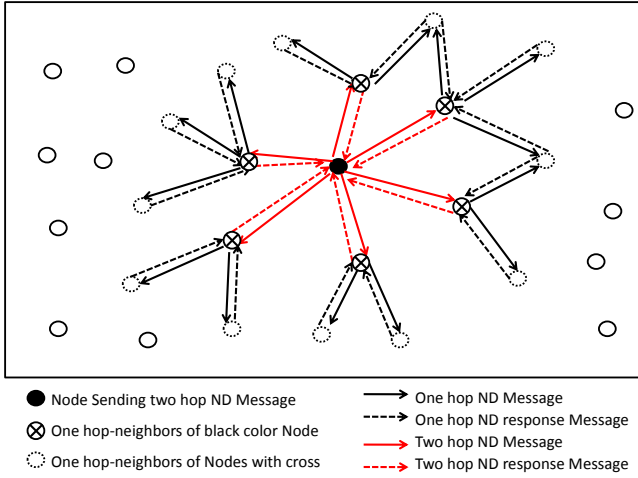 Node Sending two hop ND Message
One hop-neighbors of black color Node
One hop-neighbors of Nodes with cross
One hop ND Message
One hop ND response Message
Two hop ND Message
Two hop ND response Message